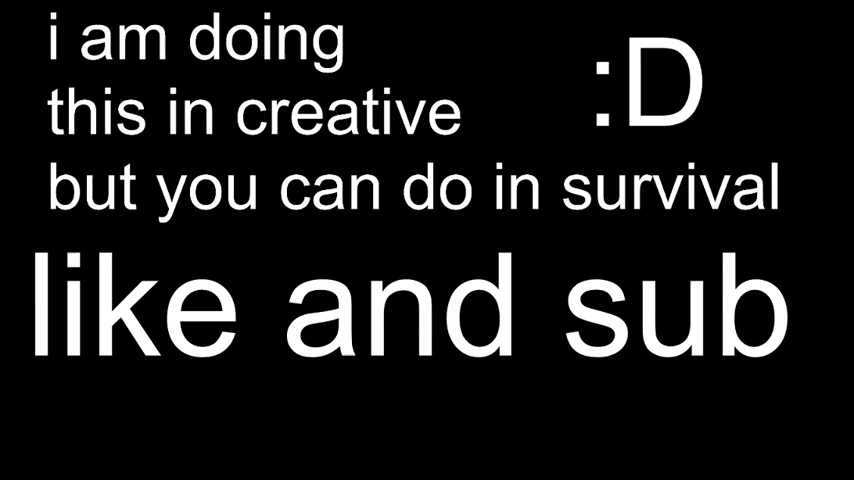 i am doing
this in creative
:D
but you can do in survival
like and sub